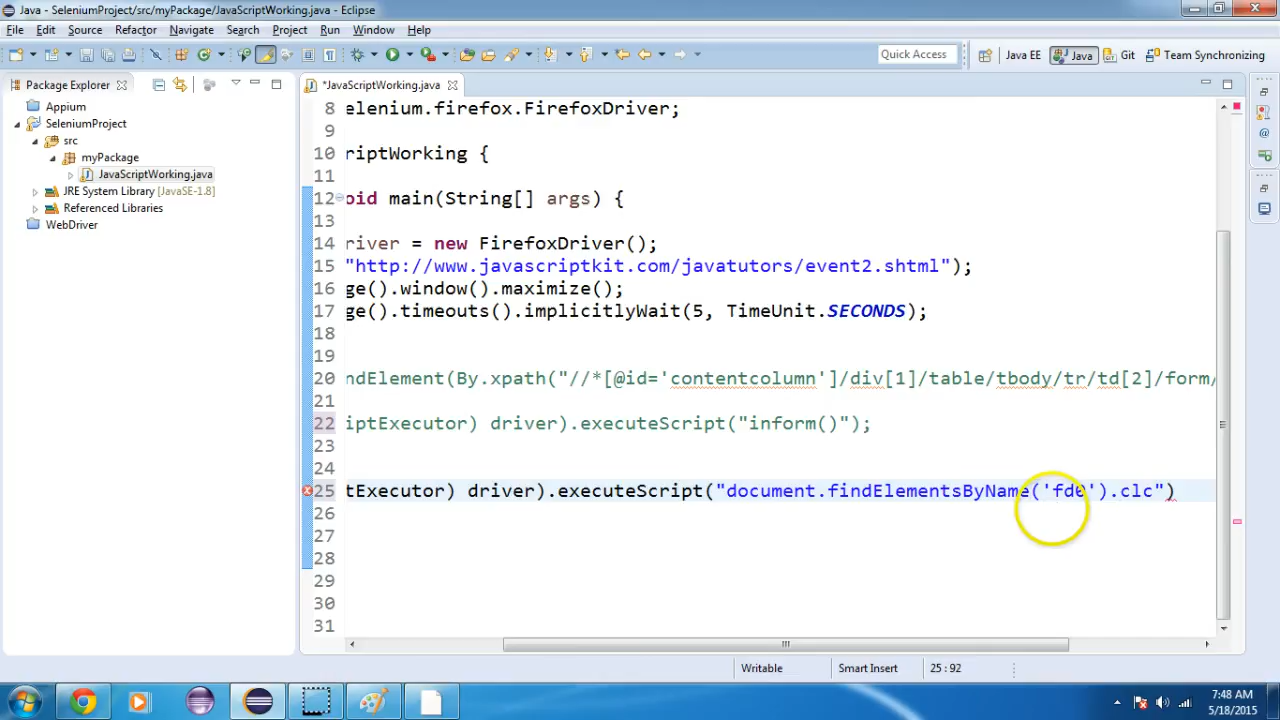 Java - SeleniumProject/src/myPackage/JavaScriptWorking.java - Eclipse
File Edit Source Refactor Navigate Search Project Run Window Help
Quick Access Java EE Java Git Team Synchronizing
Package Explorer
*JavaScriptWorking.java
Appium
SeleniumProject
src
myPackage
JavaScriptWorking.java
JRE System Library [JavaSE-1.8]
Referenced Libraries
WebDriver
8 elenium.firefox.FirefoxDriver;
9
10 riptWorking {
11
12 oid main(String[] args) {
13
14 river = new FirefoxDriver();
15 "http://www.javascriptkit.com/javatutors/event2.shtml");
16 ge().window().maximize();
17 ge().timeouts().implicitlyWait(5, TimeUnit.SECONDS);
18
19
20 ndElement(By.xpath("//*[@id='contentcolumn']/div[1]/table/tbody/tr/td[2]/form/
21
22 iptExecutor) driver).executeScript("inform()");
23
24
25 tExecutor) driver).executeScript("document.findElementsByName('fd0').clc")
26
27
28
29
30
31
Writable Smart Insert 25 : 92
7:48 AM
5/18/2015